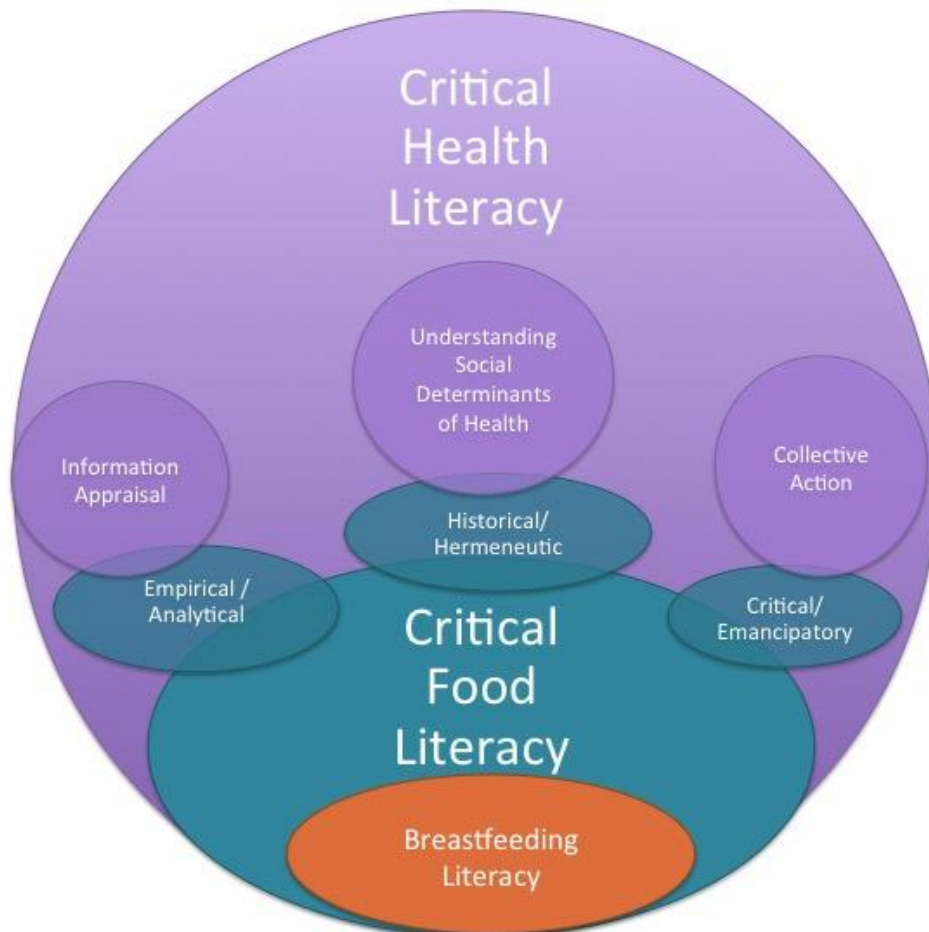 Critical
Health
Literacy
Understanding
Social
Determinants
of Health
Information
Appraisal
Collective
Action
Historical/
Hermeneutic
Empirical /
Analytical
Critical/
Emancipatory
Critical
Food
Literacy
Breastfeeding
Literacy